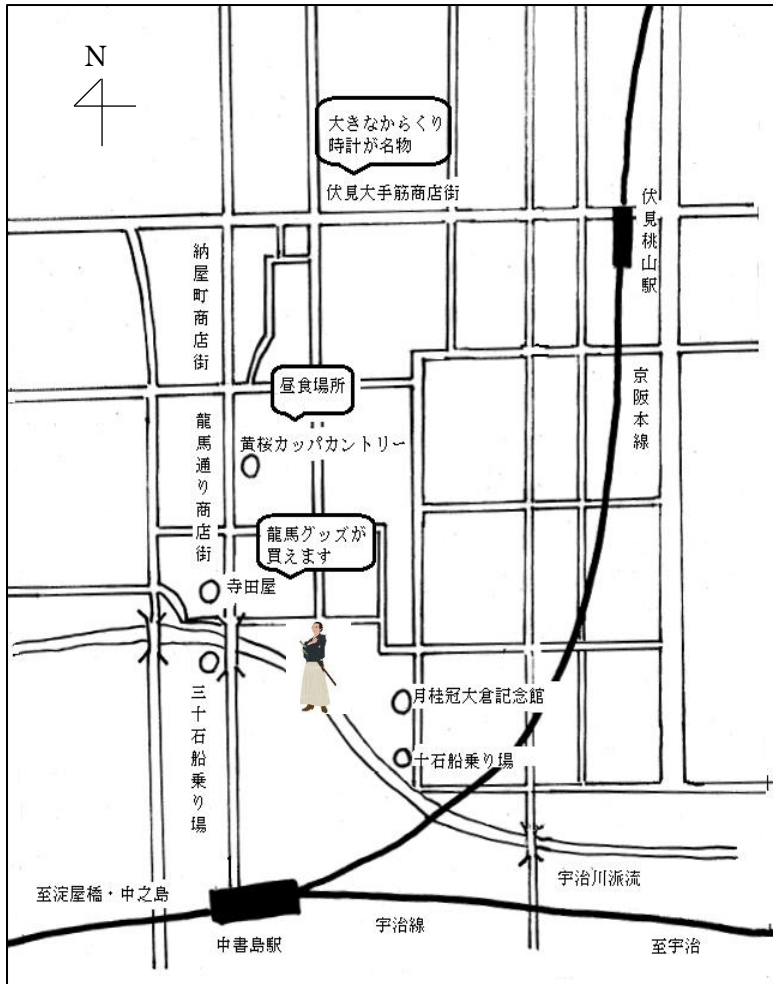 N
大きなからくり
時計が名物
伏見大手筋商店街
伏見桃山駅
納屋町商店街
京阪本線
昼食場所
黄桜カッパカントリー
龍馬通り商店街
龍馬グッズが
買えます
寺田屋
三十石船乗り場
月桂冠大倉記念館
十石船乗り場
宇治川派流
至淀屋橋・中之島
中書島駅
宇治線
至宇治